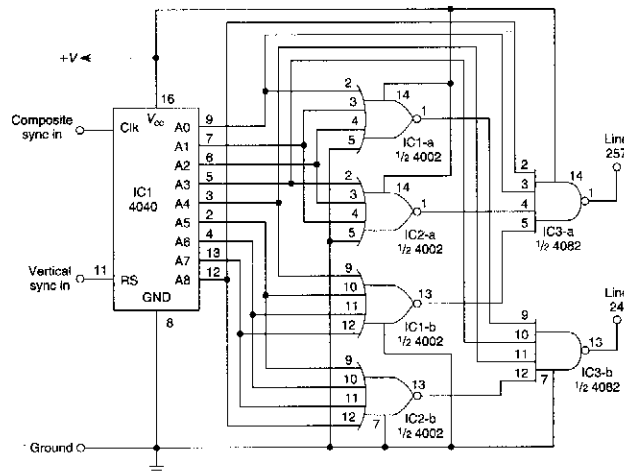 +V
16
Composite
sync in
Clk
Vcc
IC1
4040
A0
A1
A2
A3
A4
A5
A6
A7
A8
9
7
6
5
3
2
4
13
12
Vertical
sync in
11
RS
GND
8
Ground
2
3
4
5
14
1
IC1-a
1/2 4002
2
3
4
5
14
1
IC2-a
1/2 4002
9
10
11
12
13
IC1-b
1/2 4002
9
10
11
12
13
7
IC2-b
1/2 4002
2
3
4
5
14
1
IC3-a
1/2 4082
Line
257
9
10
11
12
7
13
IC3-b
1/2 4082
Line
24